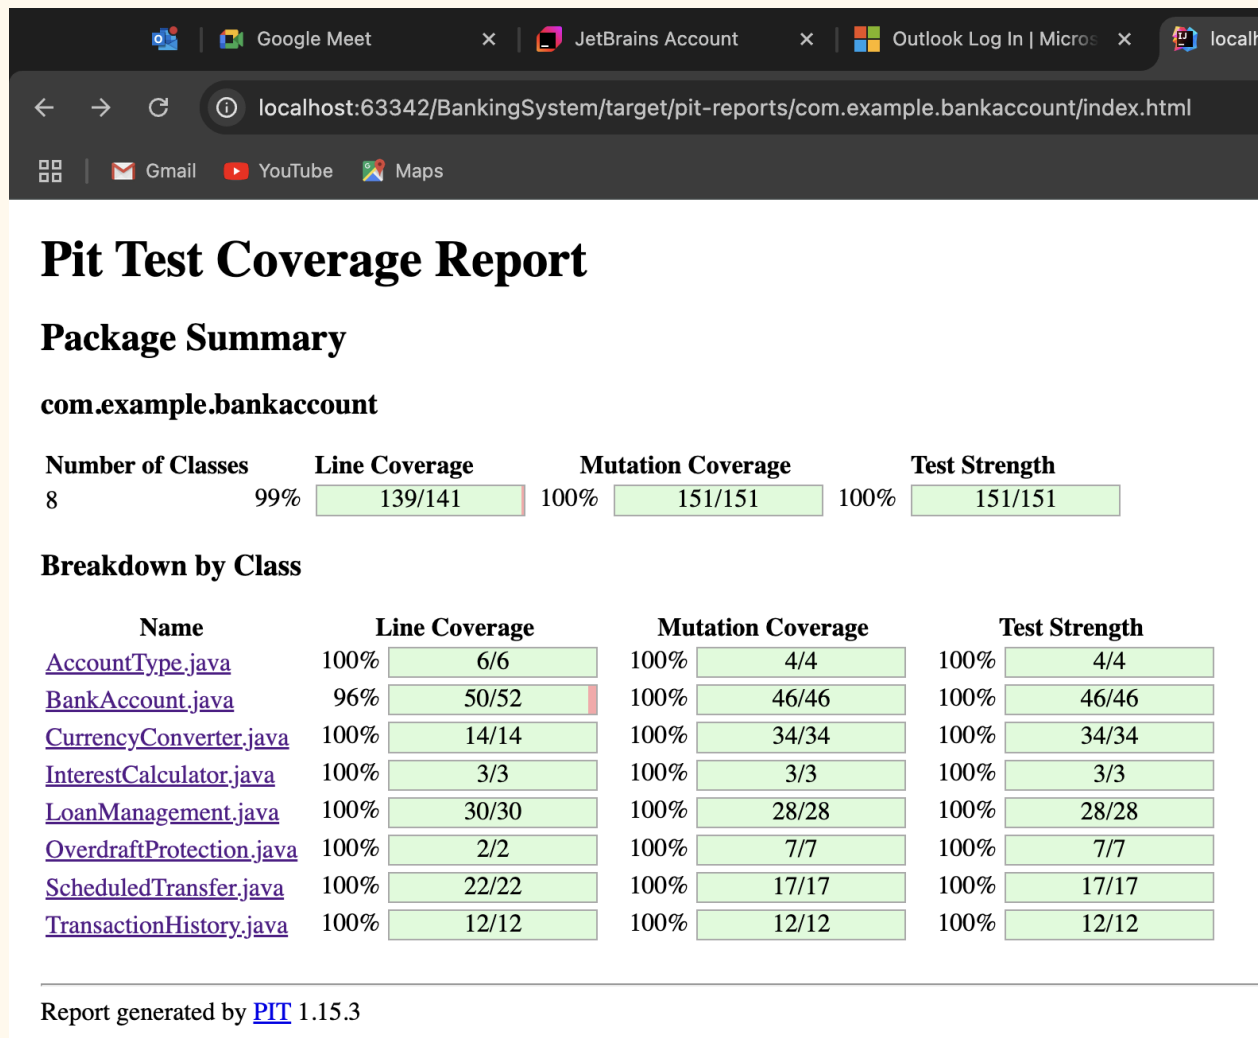 Google Meet × JetBrains Account × Outlook Log In | Micros × localh
localhost:63342/BankingSystem/target/pit-reports/com.example.bankaccount/index.html
Gmail YouTube Maps
Pit Test Coverage Report
Package Summary
com.example.bankaccount
Number of Classes Line Coverage Mutation Coverage Test Strength
8 99% 139/141 100% 151/151 100% 151/151
Breakdown by Class
Name Line Coverage Mutation Coverage Test Strength
AccountType.java 100% 6/6 100% 4/4 100% 4/4
BankAccount.java 96% 50/52 100% 46/46 100% 46/46
CurrencyConverter.java 100% 14/14 100% 34/34 100% 34/34
InterestCalculator.java 100% 3/3 100% 3/3 100% 3/3
LoanManagement.java 100% 30/30 100% 28/28 100% 28/28
OverdraftProtection.java 100% 2/2 100% 7/7 100% 7/7
ScheduledTransfer.java 100% 22/22 100% 17/17 100% 17/17
TransactionHistory.java 100% 12/12 100% 12/12 100% 12/12
Report generated by PIT 1.15.3